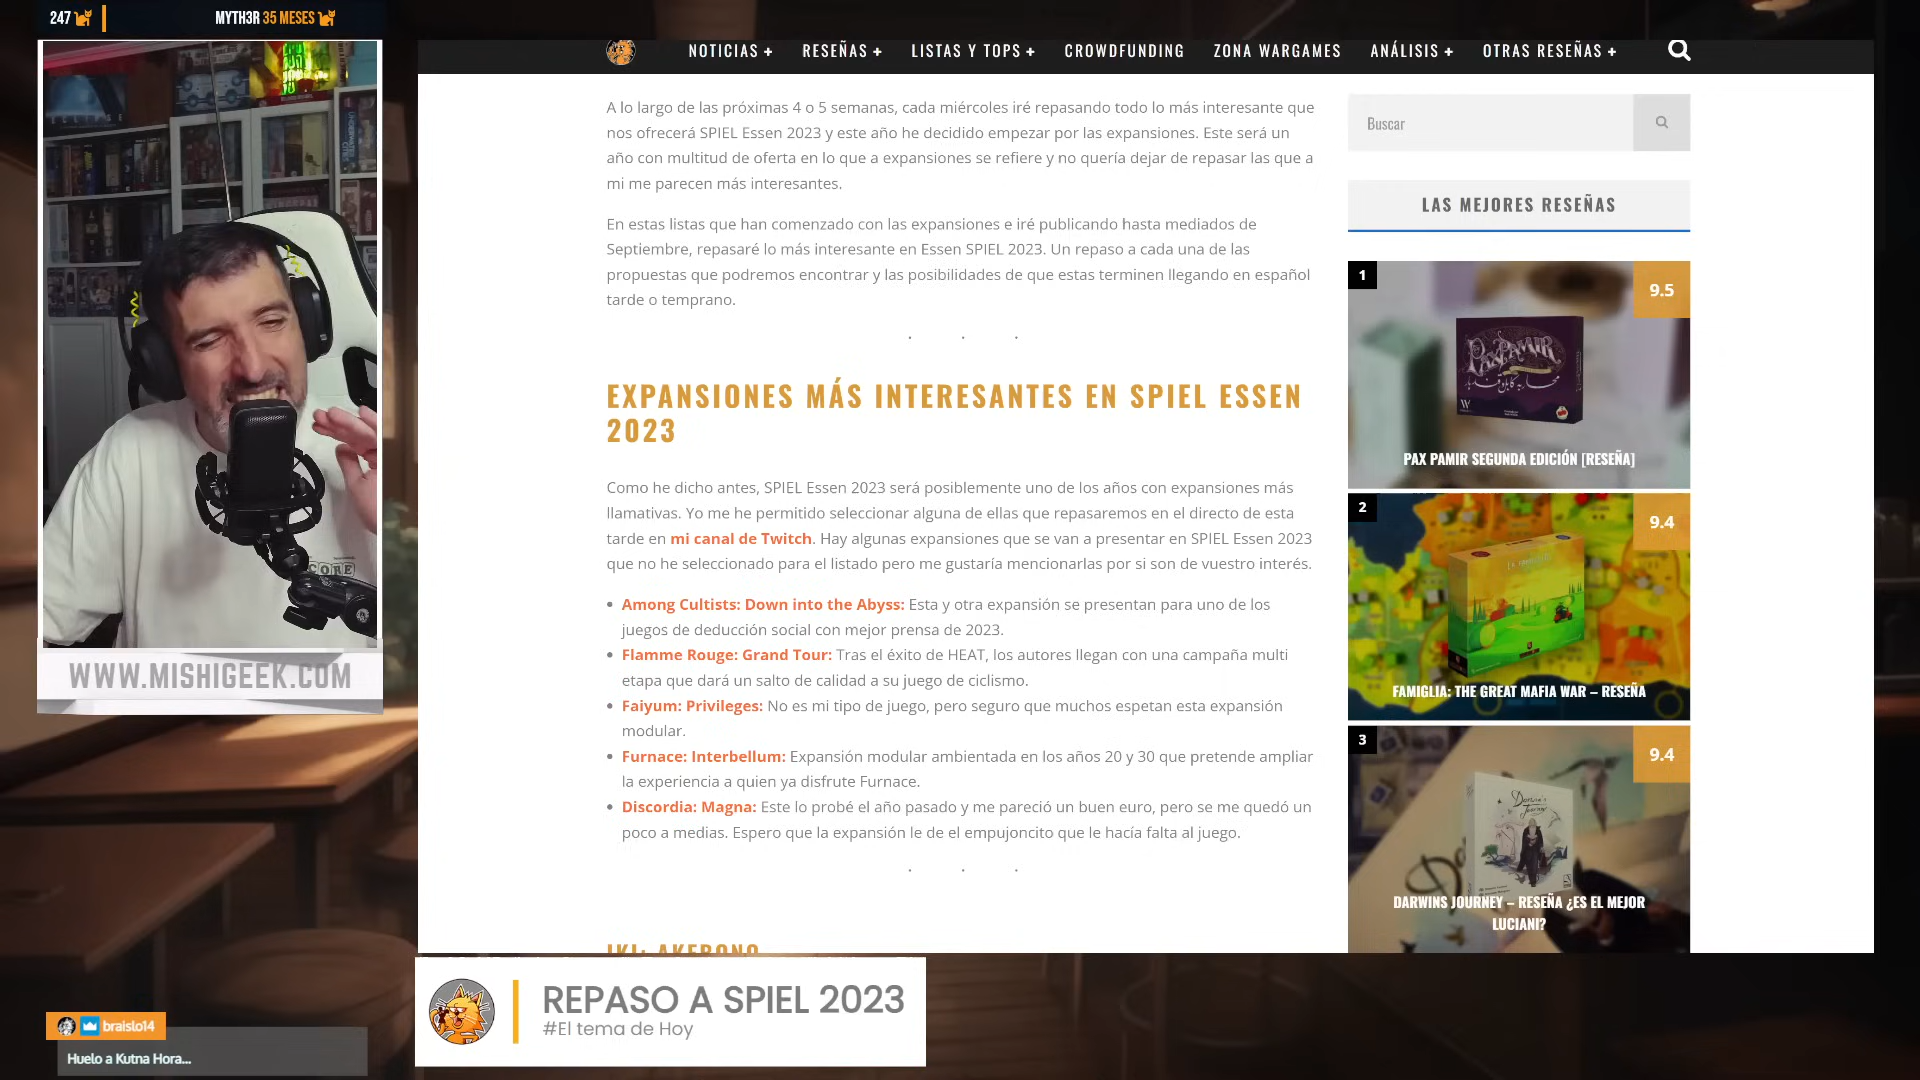 247
MYTH3R 35 MESES
NOTICIAS +
RESEÑAS +
LISTAS Y TOPS +
CROWDFUNDING
ZONA WARGAMES
ANÁLISIS +
OTRAS RESEÑAS +
ECLIPSE
CORE
WWW.MISHIGEEK.COM
A lo largo de las próximas 4 o 5 semanas, cada miércoles iré repasando todo lo más interesante que
nos ofrecerá SPIEL Essen 2023 y este año he decidido empezar por las expansiones. Este será un
año con multitud de oferta en lo que a expansiones se refiere y no quería dejar de repasar las que a
mi me parecen más interesantes.
En estas listas que han comenzado con las expansiones e iré publicando hasta mediados de
Septiembre, repasaré lo más interesante en Essen SPIEL 2023. Un repaso a cada una de las
propuestas que podremos encontrar y las posibilidades de que estas terminen llegando en español
tarde o temprano.
. . .
EXPANSIONES MÁS INTERESANTES EN SPIEL ESSEN
2023
Como he dicho antes, SPIEL Essen 2023 será posiblemente uno de los años con expansiones más
llamativas. Yo me he permitido seleccionar alguna de ellas que repasaremos en el directo de esta
tarde en mi canal de Twitch. Hay algunas expansiones que se van a presentar en SPIEL Essen 2023
que no he seleccionado para el listado pero me gustaría mencionarlas por si son de vuestro interés.
• Among Cultists: Down into the Abyss: Esta y otra expansión se presentan para uno de los
juegos de deducción social con mejor prensa de 2023.
• Flamme Rouge: Grand Tour: Tras el éxito de HEAT, los autores llegan con una campaña multi
etapa que dará un salto de calidad a su juego de ciclismo.
• Faiyum: Privileges: No es mi tipo de juego, pero seguro que muchos espetan esta expansión
modular.
• Furnace: Interbellum: Expansión modular ambientada en los años 20 y 30 que pretende ampliar
la experiencia a quien ya disfrute Furnace.
• Discordia: Magna: Este lo probé el año pasado y me pareció un buen euro, pero se me quedó un
poco a medias. Espero que la expansión le de el empujoncito que le hacía falta al juego.
. . .
IKI: AKEBONO
Buscar
LAS MEJORES RESEÑAS
1
9.5
PAX PAMIR
PAX PAMIR SEGUNDA EDICIÓN [RESEÑA]
2
9.4
FAMIGLIA: THE GREAT MAFIA WAR – RESEÑA
3
9.4
Darwin's Journey
DARWINS JOURNEY – RESEÑA ¿ES EL MEJOR
LUCIANI?
REPASO A SPIEL 2023
#El tema de Hoy
braislo14
Huelo a Kutna Hora...